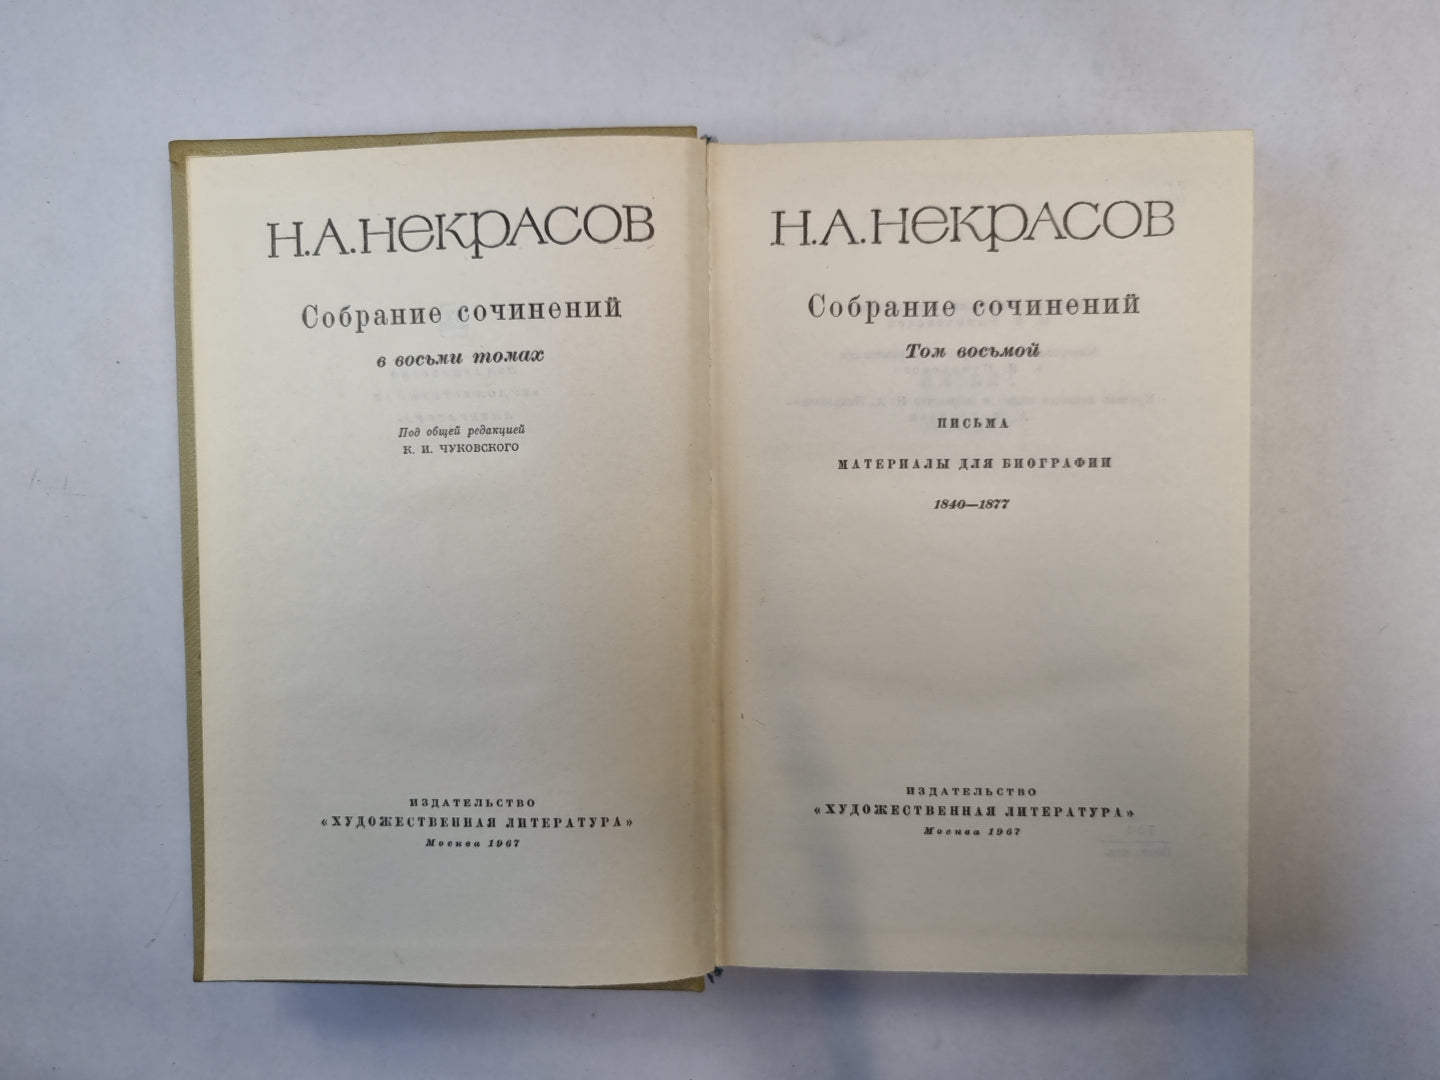 Н.А.Некрасов
Собрание сочинений
в восьми томах
Под общей редакцией
К. И. ЧУКОВСКОГО
ИЗДАТЕЛЬСТВО
«ХУДОЖЕСТВЕННАЯ ЛИТЕРАТУРА»
Москва 1967
Н.А.Некрасов
Собрание сочинений
Том восьмой
ПИСЬМА
МАТЕРИАЛЫ ДЛЯ БИОГРАФИИ
1840—1877
ИЗДАТЕЛЬСТВО
«ХУДОЖЕСТВЕННАЯ ЛИТЕРАТУРА»
Москва 1967